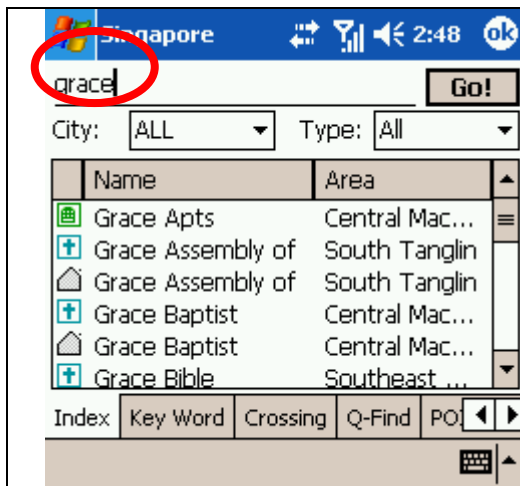 Singapore 2:48 ok
grace Go!
City: ALL Type: All
Name Area
Grace Apts Central Mac...
Grace Assembly of South Tanglin
Grace Assembly of South Tanglin
Grace Baptist Central Mac...
Grace Baptist Central Mac...
Grace Bible Southeast ...
Index Key Word Crossing Q-Find POI